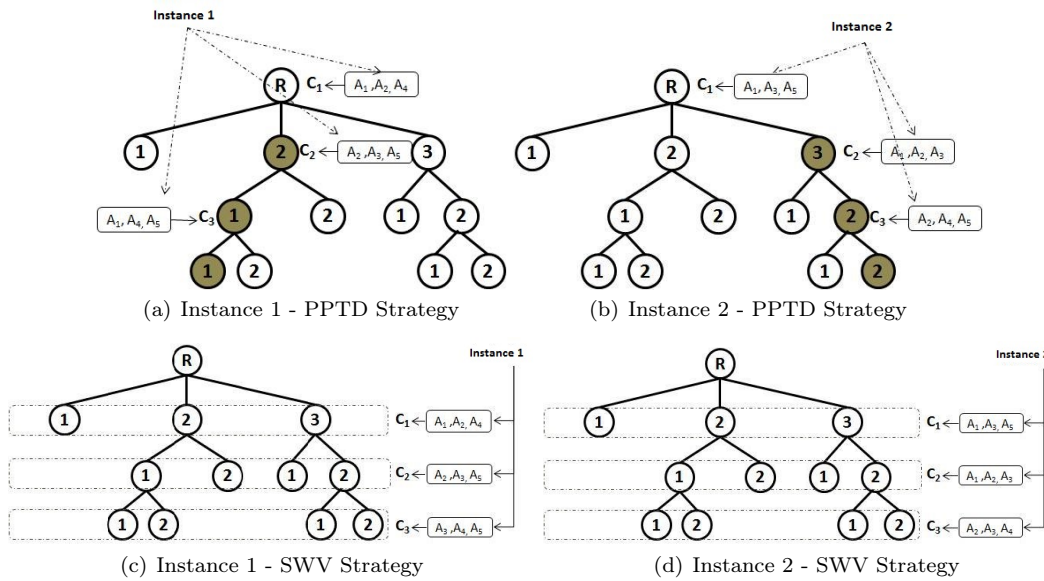 Instance 1
R C₁ A₁ ,A₂, A₄
1 2 C₂ A₂ ,A₃, A₅ 3
A₁, A₄, A₅ C₃ 1 2 1 2
1 2 1 2
(a) Instance 1 - PPTD Strategy
Instance 2
R C₁ A₁, A₃, A₅
1 2 3 C₂ A₁ ,A₂, A₃
1 2 1 2 C₃ A₂, A₄, A₅
1 2 1 2
(b) Instance 2 - PPTD Strategy
Instance 1
R
1 2 3 C₁ A₁ ,A₂, A₄
1 2 1 2 C₂ A₂ ,A₃, A₅
1 2 1 2 C₃ A₃, A₄, A₅
(c) Instance 1 - SWV Strategy
Instance
R
1 2 3 C₁ A₁, A₃, A₅
1 2 1 2 C₂ A₁ ,A₂, A₃
1 2 1 2 C₃ A₂, A₃, A₄
(d) Instance 2 - SWV Strategy